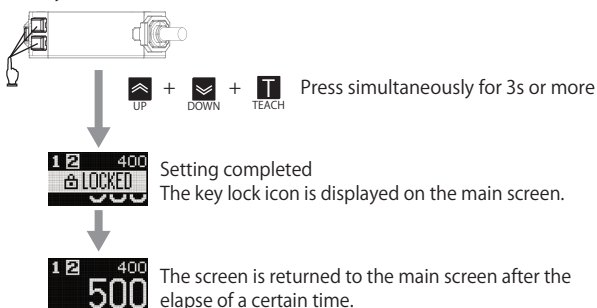 + + T Press simultaneously for 3s or more
UP DOWN TEACH
1 2 400
LOCKED
Setting completed
The key lock icon is displayed on the main screen.
1 2 400
500
The screen is returned to the main screen after the
elapse of a certain time.